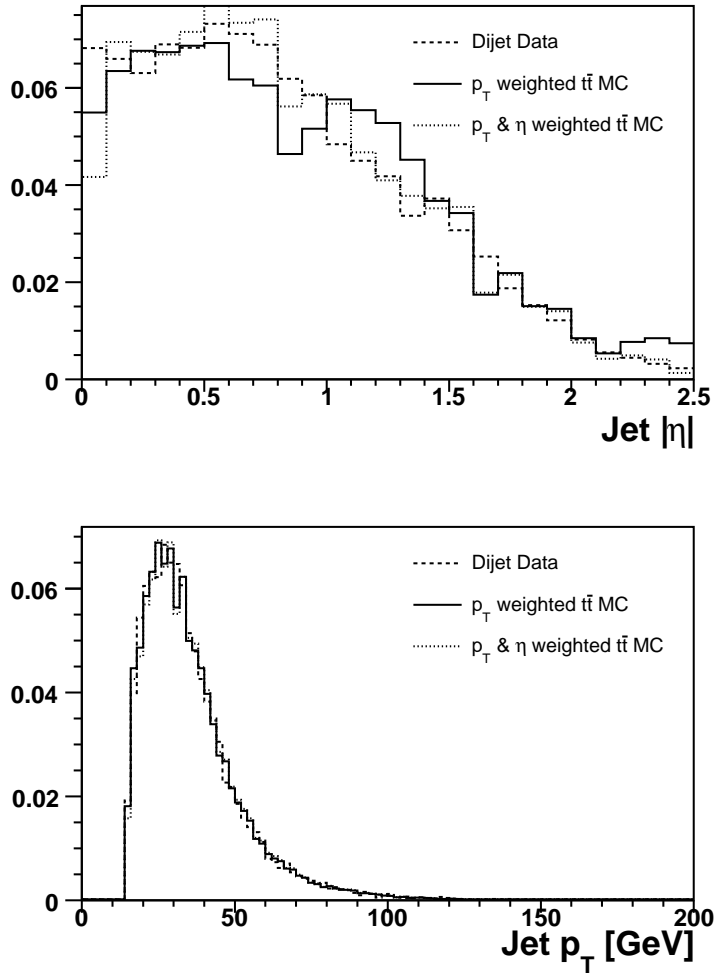 0.06
0.04
0.02
0
0 0.5 1 1.5 2 2.5
Jet |η|
Dijet Data
p_T weighted tt̄ MC
p_T & η weighted tt̄ MC
0.06
0.04
0.02
0
0 50 100 150 200
Jet p_T [GeV]
Dijet Data
p_T weighted tt̄ MC
p_T & η weighted tt̄ MC